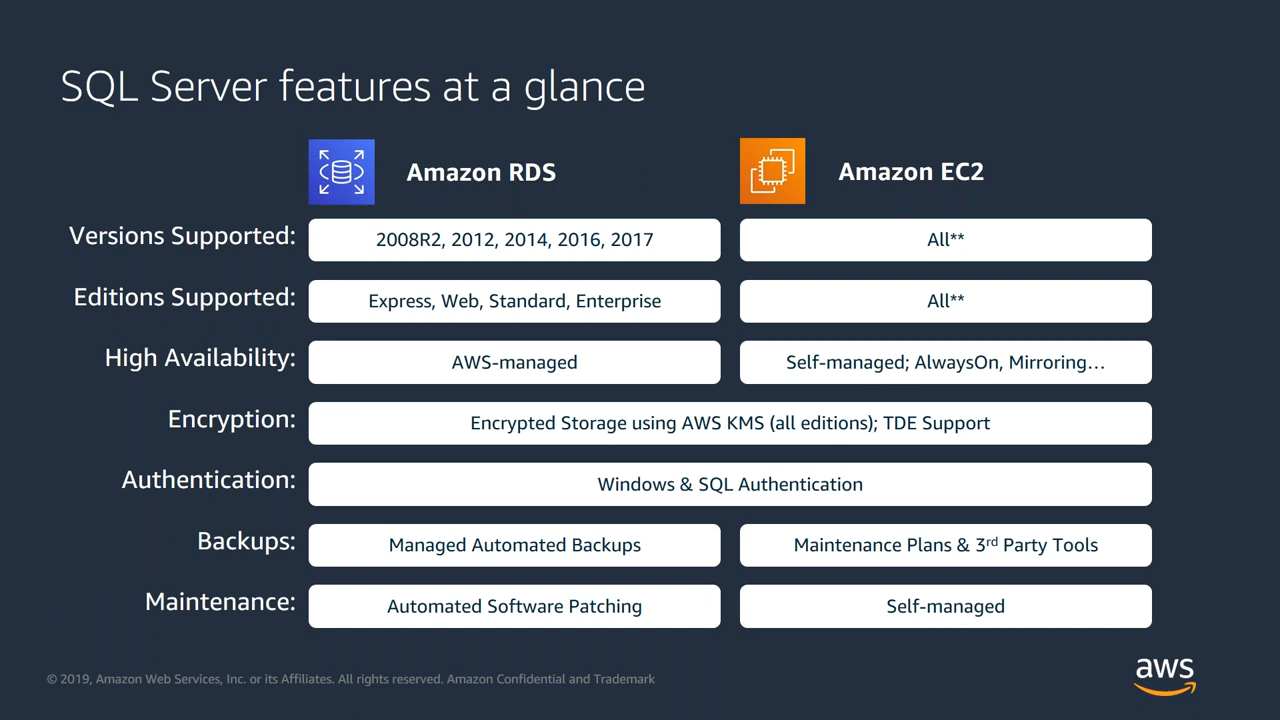 SQL Server features at a glance
Amazon RDS
Amazon EC2
Versions Supported:
2008R2, 2012, 2014, 2016, 2017
All**
Editions Supported:
Express, Web, Standard, Enterprise
All**
High Availability:
AWS-managed
Self-managed; AlwaysOn, Mirroring...
Encryption:
Encrypted Storage using AWS KMS (all editions); TDE Support
Authentication:
Windows & SQL Authentication
Backups:
Managed Automated Backups
Maintenance Plans & 3rd Party Tools
Maintenance:
Automated Software Patching
Self-managed
© 2019, Amazon Web Services, Inc. or its Affiliates. All rights reserved. Amazon Confidential and Trademark
aws